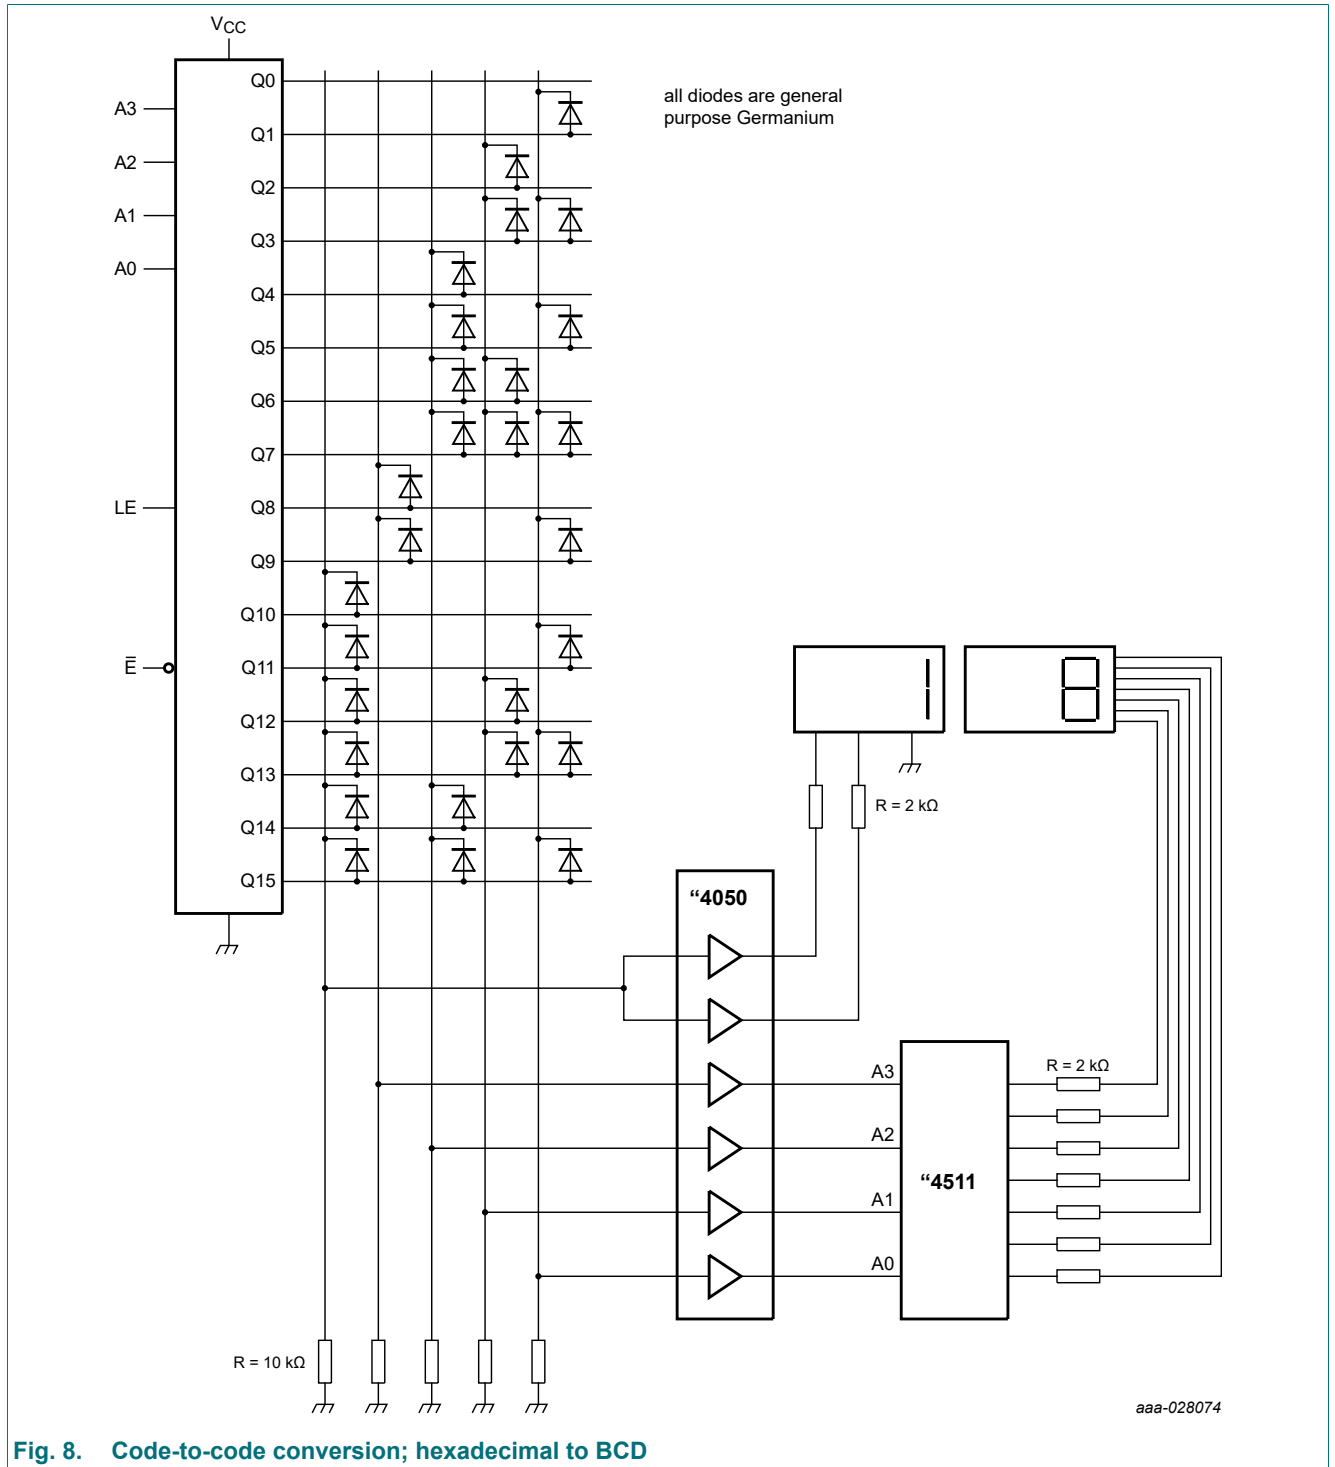 VCC
Q0
all diodes are general
purpose Germanium
A3
Q1
A2
Q2
A1
Q3
A0
Q4
Q5
Q6
Q7
LE
Q8
Q9
Q10
E̅
Q11
Q12
Q13
R = 2 kΩ
Q14
Q15
“4050
R = 2 kΩ
A3
A2
“4511
A1
A0
R = 10 kΩ
aaa-028074
Fig. 8. Code-to-code conversion; hexadecimal to BCD